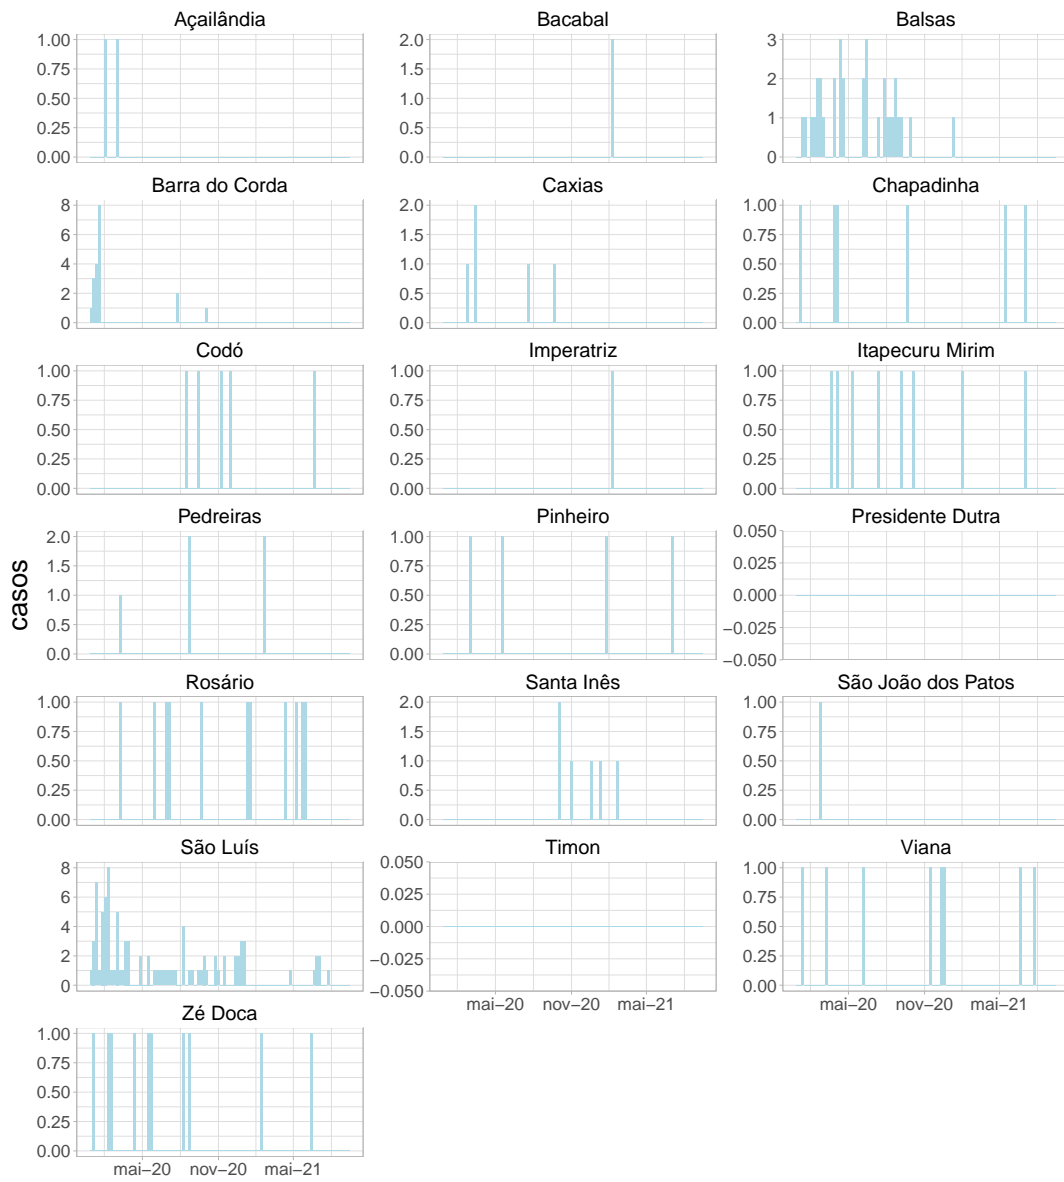 Açailândia Bacabal Balsas
1.00 2.0 3
0.75 1.5 2
0.50 1.0
0.25 0.5 1
0.00 0.0 0
Barra do Corda Caxias Chapadinha
8 2.0 1.00
6 1.5 0.75
4 1.0 0.50
2 0.5 0.25
0 0.0 0.00
Codó Imperatriz Itapecuru Mirim
1.00 1.00 1.00
0.75 0.75 0.75
0.50 0.50 0.50
0.25 0.25 0.25
0.00 0.00 0.00
casos
Pedreiras Pinheiro Presidente Dutra
2.0 1.00 0.050
1.5 0.75 0.025
1.0 0.50 0.000
0.5 0.25 −0.025
0.0 0.00 −0.050
Rosário Santa Inês São João dos Patos
1.00 2.0 1.00
0.75 1.5 0.75
0.50 1.0 0.50
0.25 0.5 0.25
0.00 0.0 0.00
São Luís Timon Viana
8 0.050 1.00
6 0.025 0.75
4 0.000 0.50
2 −0.025 0.25
0 −0.050 0.00
mai−20 nov−20 mai−21 mai−20 nov−20 mai−21
Zé Doca
1.00
0.75
0.50
0.25
0.00
mai−20 nov−20 mai−21